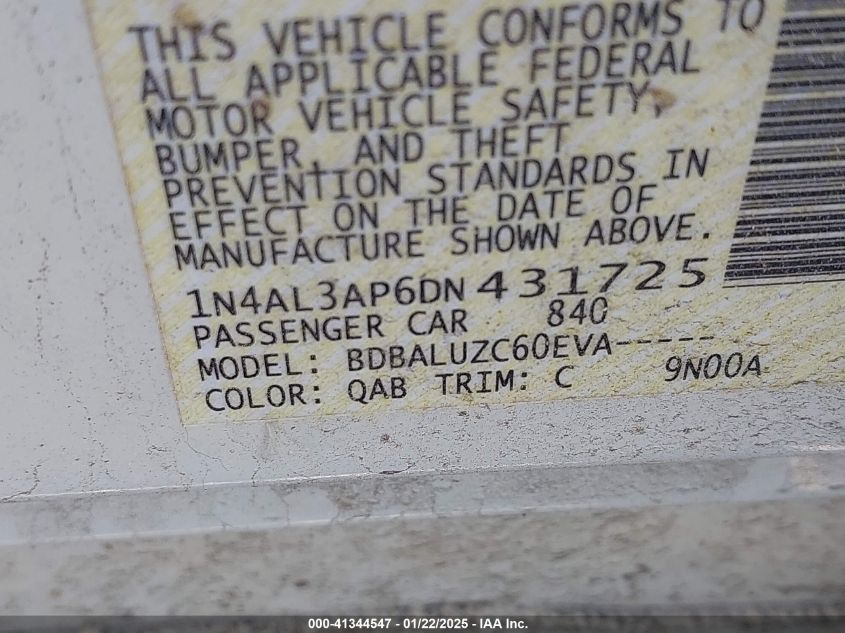 THIS VEHICLE CONFORMS TO
ALL APPLICABLE FEDERAL
MOTOR VEHICLE SAFETY,
BUMPER, AND THEFT
PREVENTION STANDARDS IN
EFFECT ON THE DATE OF
MANUFACTURE SHOWN ABOVE.
1N4AL3AP6DN431725
PASSENGER CAR 840
MODEL: BDBALUZC60EVA-----
COLOR: QAB TRIM: C 9N00A
000-41344547 - 01/22/2025 - IAA Inc.